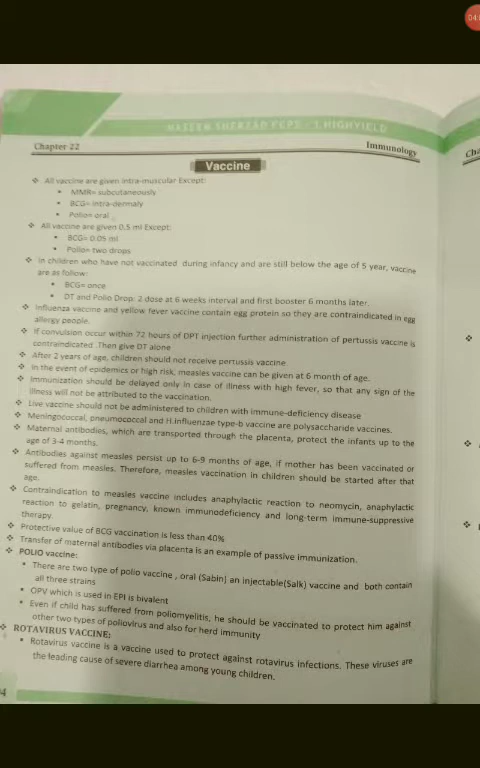 04:
NASEEM SHERZAD FCPS - 1 HIGHYIELD
Chapter 22
Immunology
Cha
Vaccine
❖ All vaccine are given intra-muscular Except:
▪ MMR= subcutaneously
▪ BCG= intra-dermaly
▪ Polio= oral
❖ All vaccine are given 0.5 ml Except:
▪ BCG= 0.05 ml
▪ Polio= two drops
❖ In children who have not vaccinated during infancy and are still below the age of 5 year, vaccine
are as follow:
▪ BCG= once
▪ DT and Polio Drop: 2 dose at 6 weeks interval and first booster 6 months later.
❖ Influenza vaccine and yellow fever vaccine contain egg protein so they are contraindicated in egg
allergy people.
❖ If convulsion occur within 72 hours of DPT injection further administration of pertussis vaccine is
contraindicated .Then give DT alone
❖ After 2 years of age, children should not receive pertussis vaccine
❖ In the event of epidemics or high risk, measles vaccine can be given at 6 month of age.
❖ Immunization should be delayed only in case of illness with high fever, so that any sign of the
illness will not be attributed to the vaccination.
❖ Live vaccine should not be administered to children with immune-deficiency disease
❖ Meningococcal, pneumococcal and H.Influenzae type-b vaccine are polysaccharide vaccines.
❖ Maternal antibodies, which are transported through the placenta, protect the infants up to the
age of 3-4 months.
❖ Antibodies against measles persist up to 6-9 months of age, if mother has been vaccinated or
suffered from measles. Therefore, measles vaccination in children should be started after that
age.
❖ Contraindication to measles vaccine includes anaphylactic reaction to neomycin, anaphylactic
reaction to gelatin, pregnancy, known immunodeficiency and long-term immune-suppressive
therapy
❖ Protective value of BCG vaccination is less than 40%
❖ Transfer of maternal antibodies via placenta is an example of passive immunization.
❖ POLIO vaccine:
▪ There are two type of polio vaccine , oral (Sabin) an injectable(Salk) vaccine and both contain
all three strains
▪ OPV which is used in EPI is bivalent
▪ Even if child has suffered from poliomyelitis, he should be vaccinated to protect him against
other two types of poliovirus and also for herd immunity
❖ ROTAVIRUS VACCINE:
▪ Rotavirus vaccine is a vaccine used to protect against rotavirus infections. These viruses are
the leading cause of severe diarrhea among young children.
4